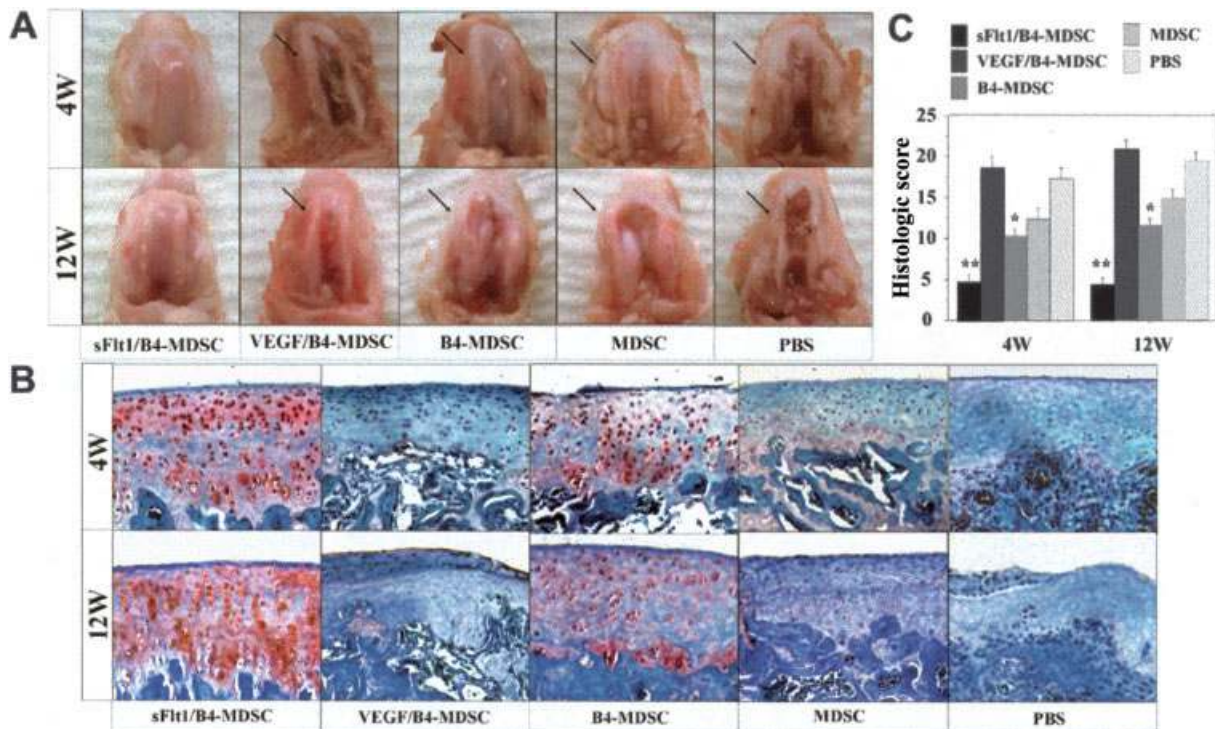 A
4W
12W
sFlt1/B4-MDSC VEGF/B4-MDSC B4-MDSC MDSC PBS
C
sFlt1/B4-MDSC MDSC
VEGF/B4-MDSC PBS
B4-MDSC
Histologic score
25
20
15
10
5
0
** * ** *
4W 12W
B
4W
12W
sFlt1/B4-MDSC VEGF/B4-MDSC B4-MDSC MDSC PBS